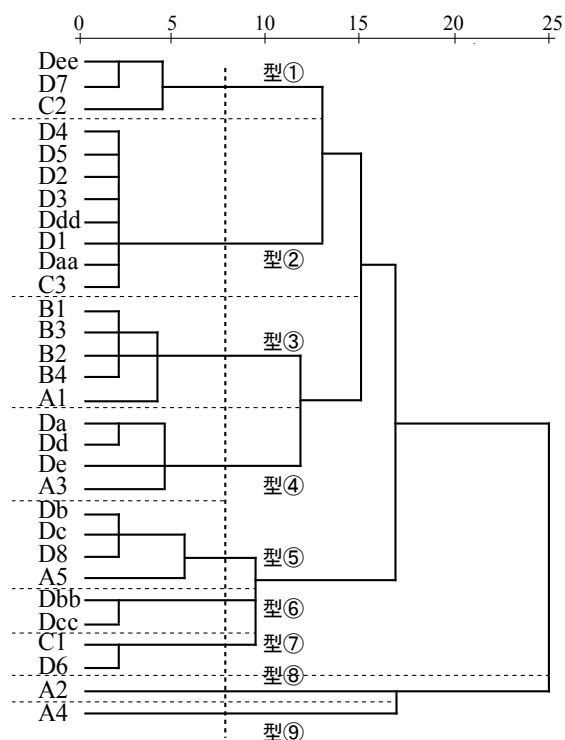 0 5 10 15 20 25
Dee
型①
D7
C2
D4
D5
D2
D3
Ddd
D1
型②
Daa
C3
B1
B3
型③
B2
B4
A1
Da
Dd
De
型④
A3
Db
Dc
D8
型⑤
A5
Dbb
型⑥
Dcc
C1
型⑦
D6
型⑧
A2
A4
型⑨